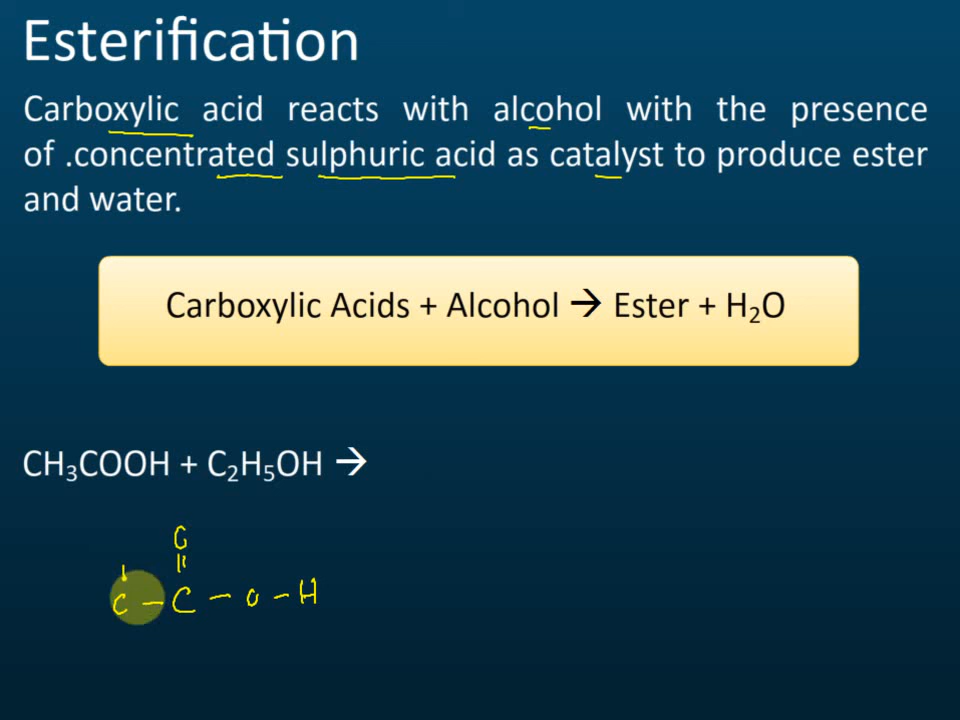 Esterification
Carboxylic acid reacts with alcohol with the presence
of .concentrated sulphuric acid as catalyst to produce ester
and water.
Carboxylic Acids + Alcohol → Ester + H₂O
CH₃COOH + C₂H₅OH →
O
C – C – O – H